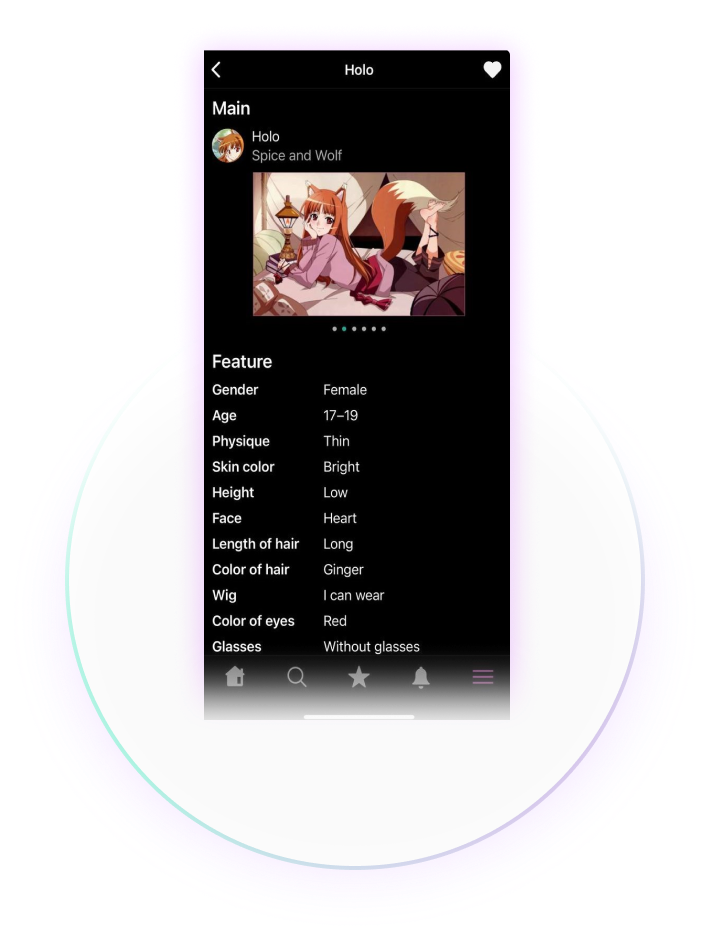 Holo
Main
Holo
Spice and Wolf
Feature
Gender Female
Age 17–19
Physique Thin
Skin color Bright
Height Low
Face Heart
Length of hair Long
Color of hair Ginger
Wig I can wear
Color of eyes Red
Glasses Without glasses